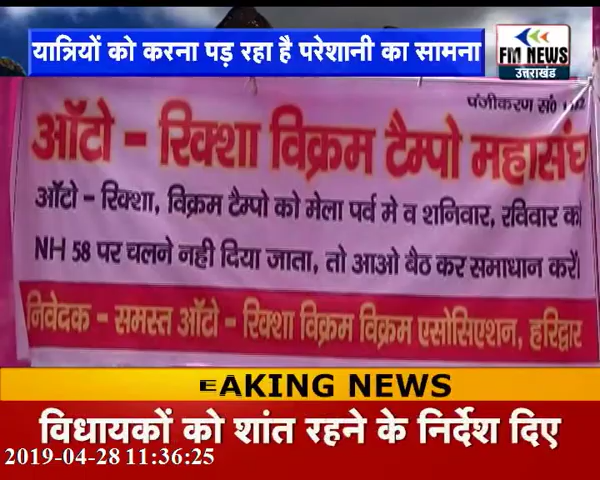 यात्रियों को करना पड़ रहा है परेशानी का सामना
FM NEWS
उत्तराखंड
पंजीकरण सं0
ऑटो - रिक्शा विक्रम टैम्पो महासंघ
ऑटो - रिक्शा, विक्रम टैम्पो को मेला पर्व मे व शनिवार, रविवार को
NH 58 पर चलने नही दिया जाता, तो आओ बैठ कर समाधान करें।
निवेदक - समस्त ऑटो - रिक्शा विक्रम विक्रम एसोसिएशन, हरिद्वार
EAKING NEWS
विधायकों को शांत रहने के निर्देश दिए
2019-04-28 11:36:25